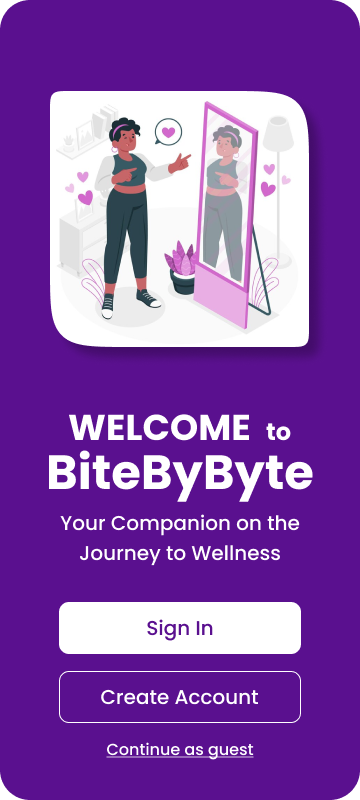 WELCOME to
BiteByByte
Your Companion on the
Journey to Wellness
Sign In
Create Account
Continue as guest